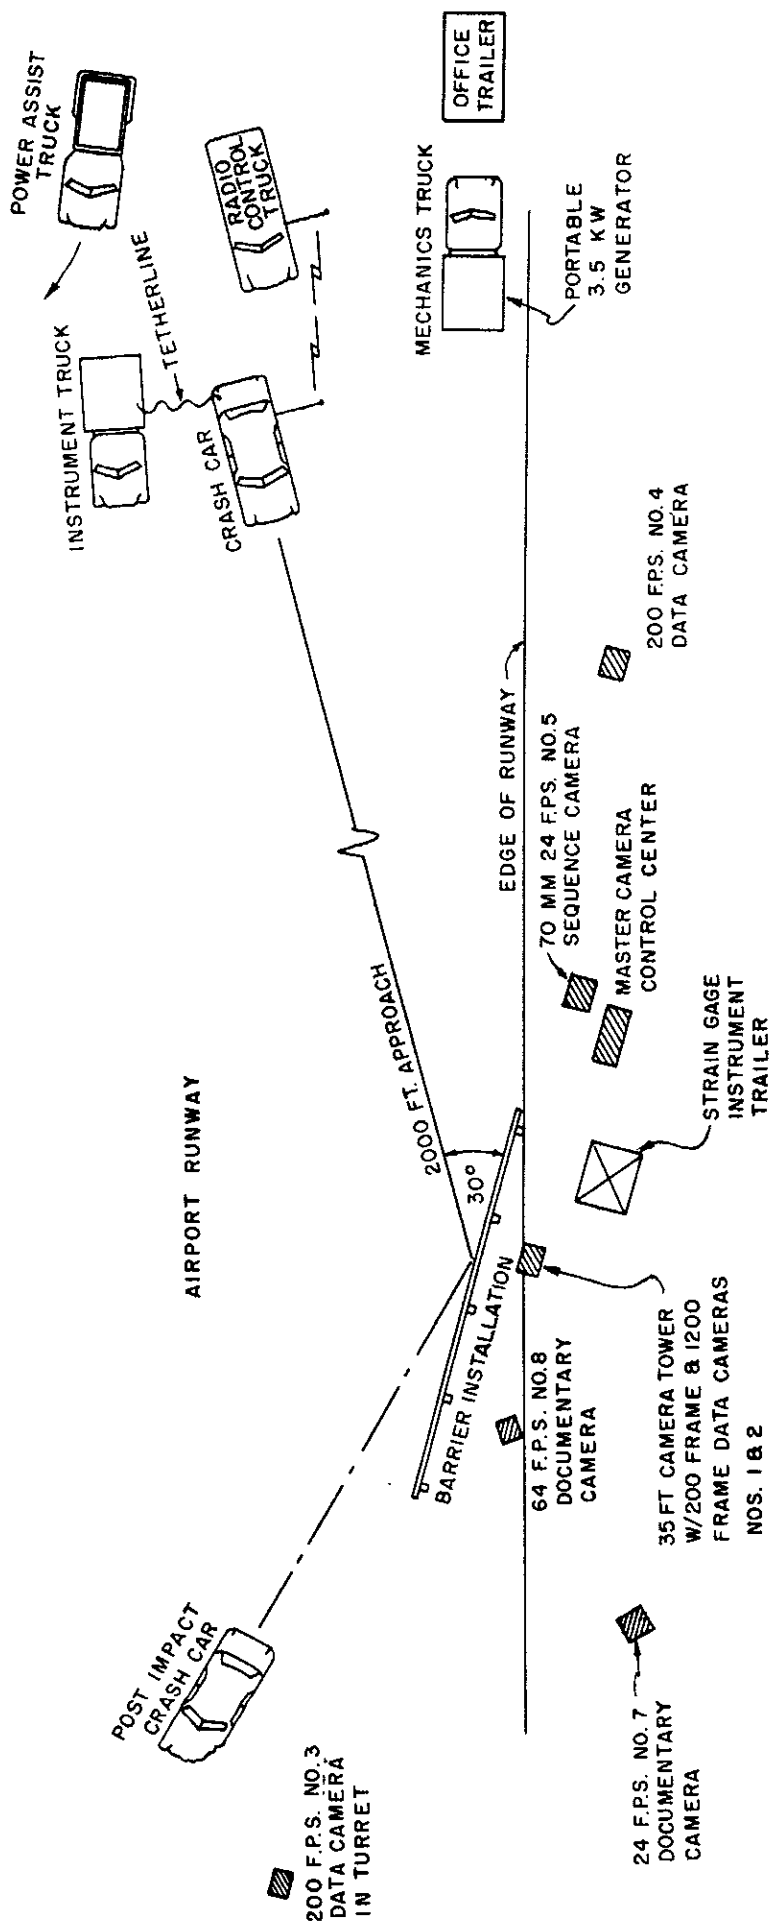 POWER ASSIST
TRUCK
INSTRUMENT TRUCK
TETHERLINE
RADIO
CONTROL
TRUCK
CRASH CAR
OFFICE
TRAILER
MECHANICS TRUCK
PORTABLE
3.5 KW
GENERATOR
AIRPORT RUNWAY
2000 FT. APPROACH
30°
EDGE OF RUNWAY
200 F.P.S. NO.4
DATA CAMERA
70 MM 24 F.P.S. NO.5
SEQUENCE CAMERA
MASTER CAMERA
CONTROL CENTER
STRAIN GAGE
INSTRUMENT
TRAILER
BARRIER INSTALLATION
35 FT CAMERA TOWER
W/200 FRAME & 1200
FRAME DATA CAMERAS
NOS. 1 & 2
64 F.P.S. NO.8
DOCUMENTARY
CAMERA
POST IMPACT
CRASH CAR
200 F.P.S. NO.3
DATA CAMERA
IN TURRET
24 F.P.S. NO.7
DOCUMENTARY
CAMERA